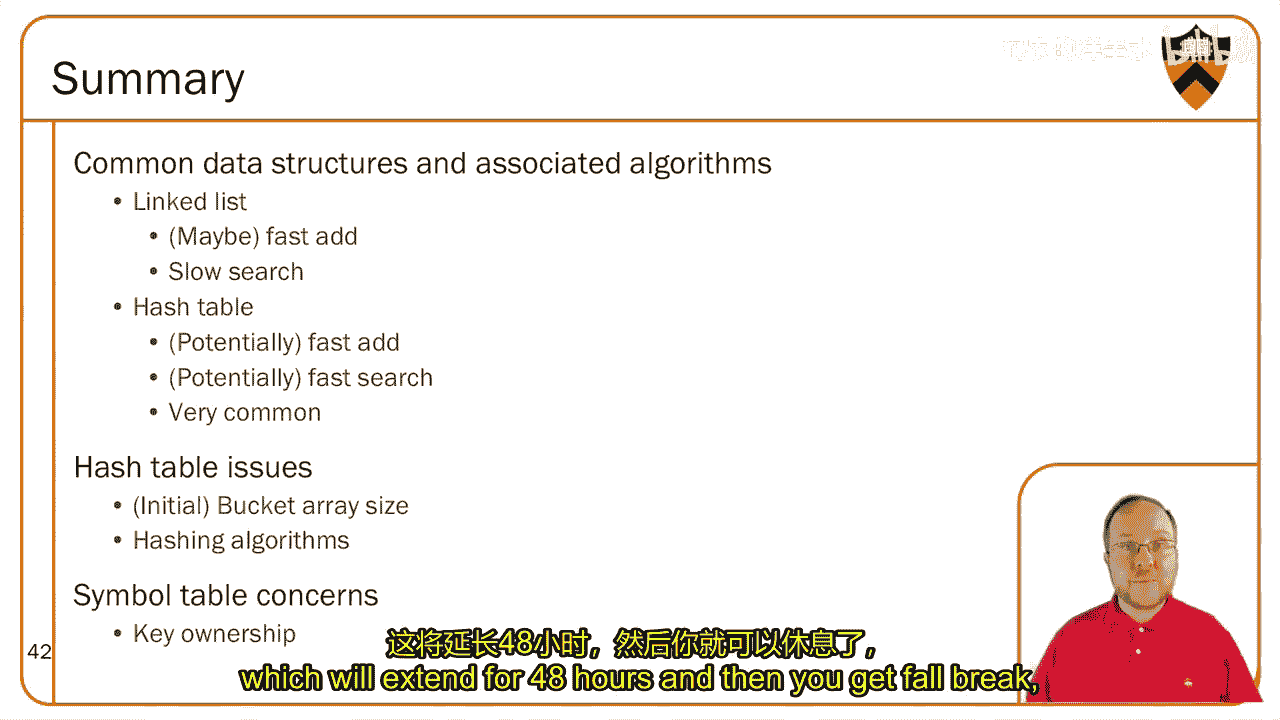 Summary
Common data structures and associated algorithms
• Linked list
• (Maybe) fast add
• Slow search
• Hash table
• (Potentially) fast add
• (Potentially) fast search
• Very common
Hash table issues
• (Initial) Bucket array size
• Hashing algorithms
Symbol table concerns
• Key ownership
42
这将延长48小时，然后你就可以休息了，
which will extend for 48 hours and then you get fall break,